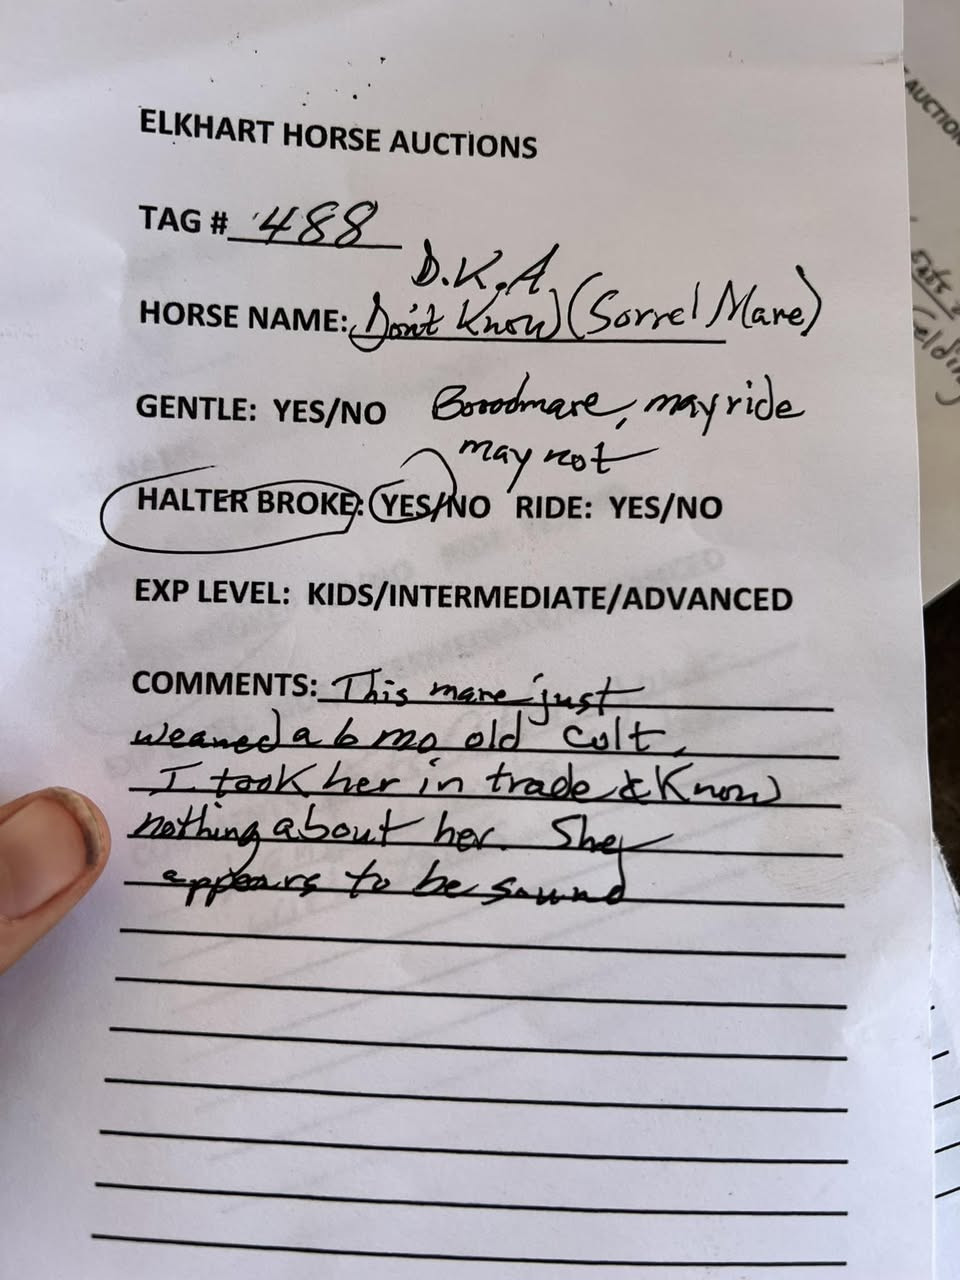 ELKHART HORSE AUCTIONS
TAG # 488
D.K.A.
HORSE NAME: Don't Know (Sorrel Mare)
GENTLE: YES/NO Broodmare, may ride
may not
HALTER BROKE: YES/NO RIDE: YES/NO
EXP LEVEL: KIDS/INTERMEDIATE/ADVANCED
COMMENTS: This mare just
weaned a 6 mo old colt,
I took her in trade & Know
nothing about her. She
appears to be sound
AUCTION